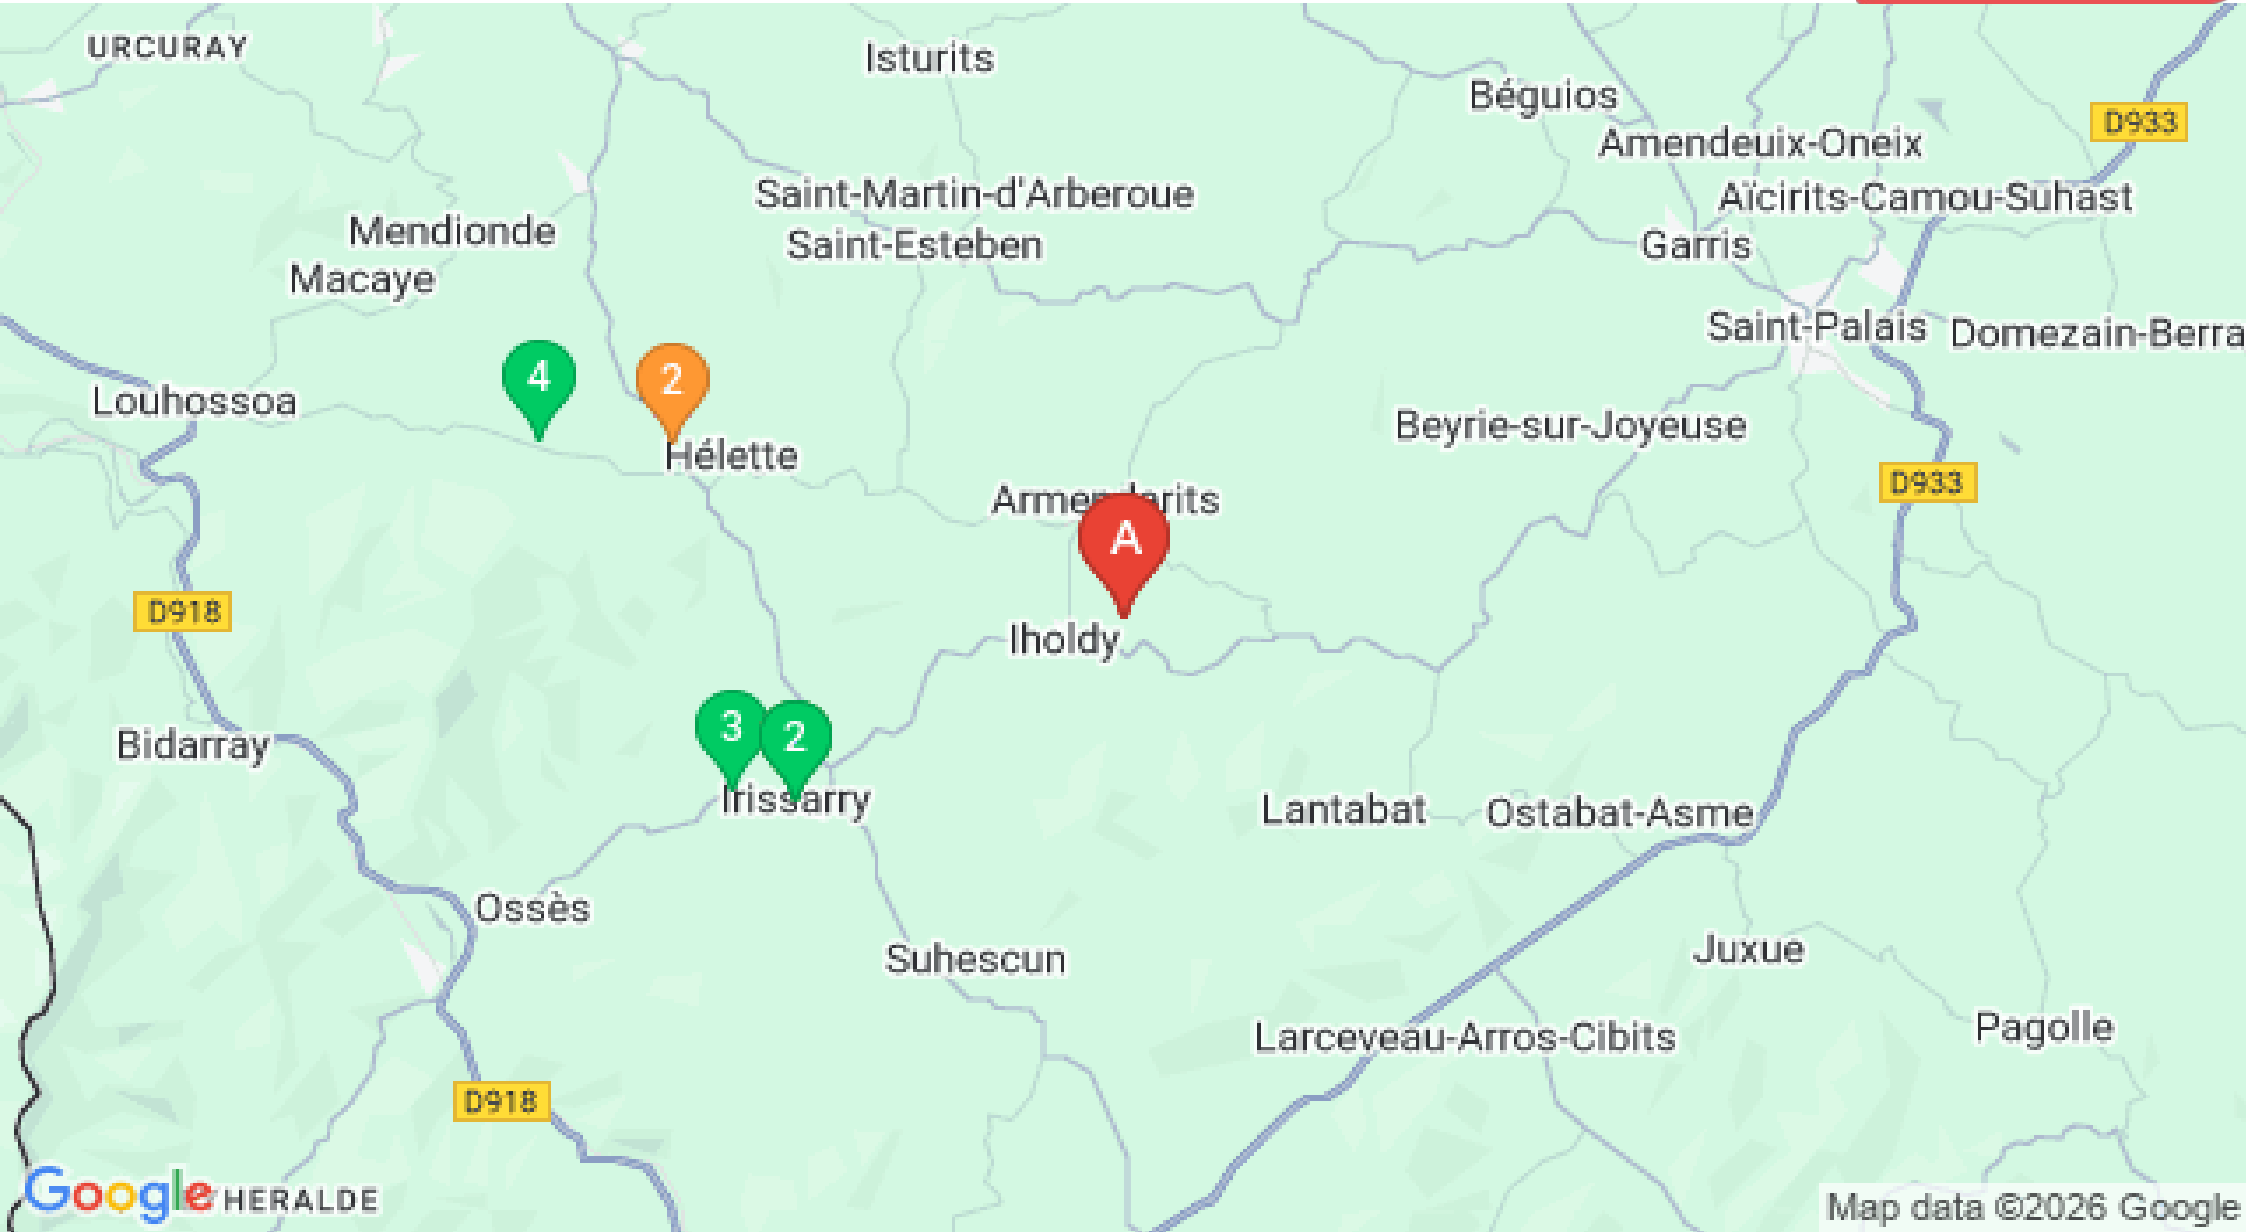 URCURAY
Isturits
Béguios
D933
Amendeuix-Oneix
Saint-Martin-d'Arberoue
Aïcirits-Camou-Suhast
Mendionde
Saint-Esteben
Garris
Macaye
Saint-Palais
Domezain-Berra
4
2
Louhossoa
Beyrie-sur-Joyeuse
Hélette
D933
Armendarits
A
D918
Iholdy
3
2
Bidarray
Irissarry
Lantabat
Ostabat-Asme
Ossès
Suhescun
Juxue
Larceveau-Arros-Cibits
Pagolle
D918
Google
HERALDE
Map data ©2026 Google